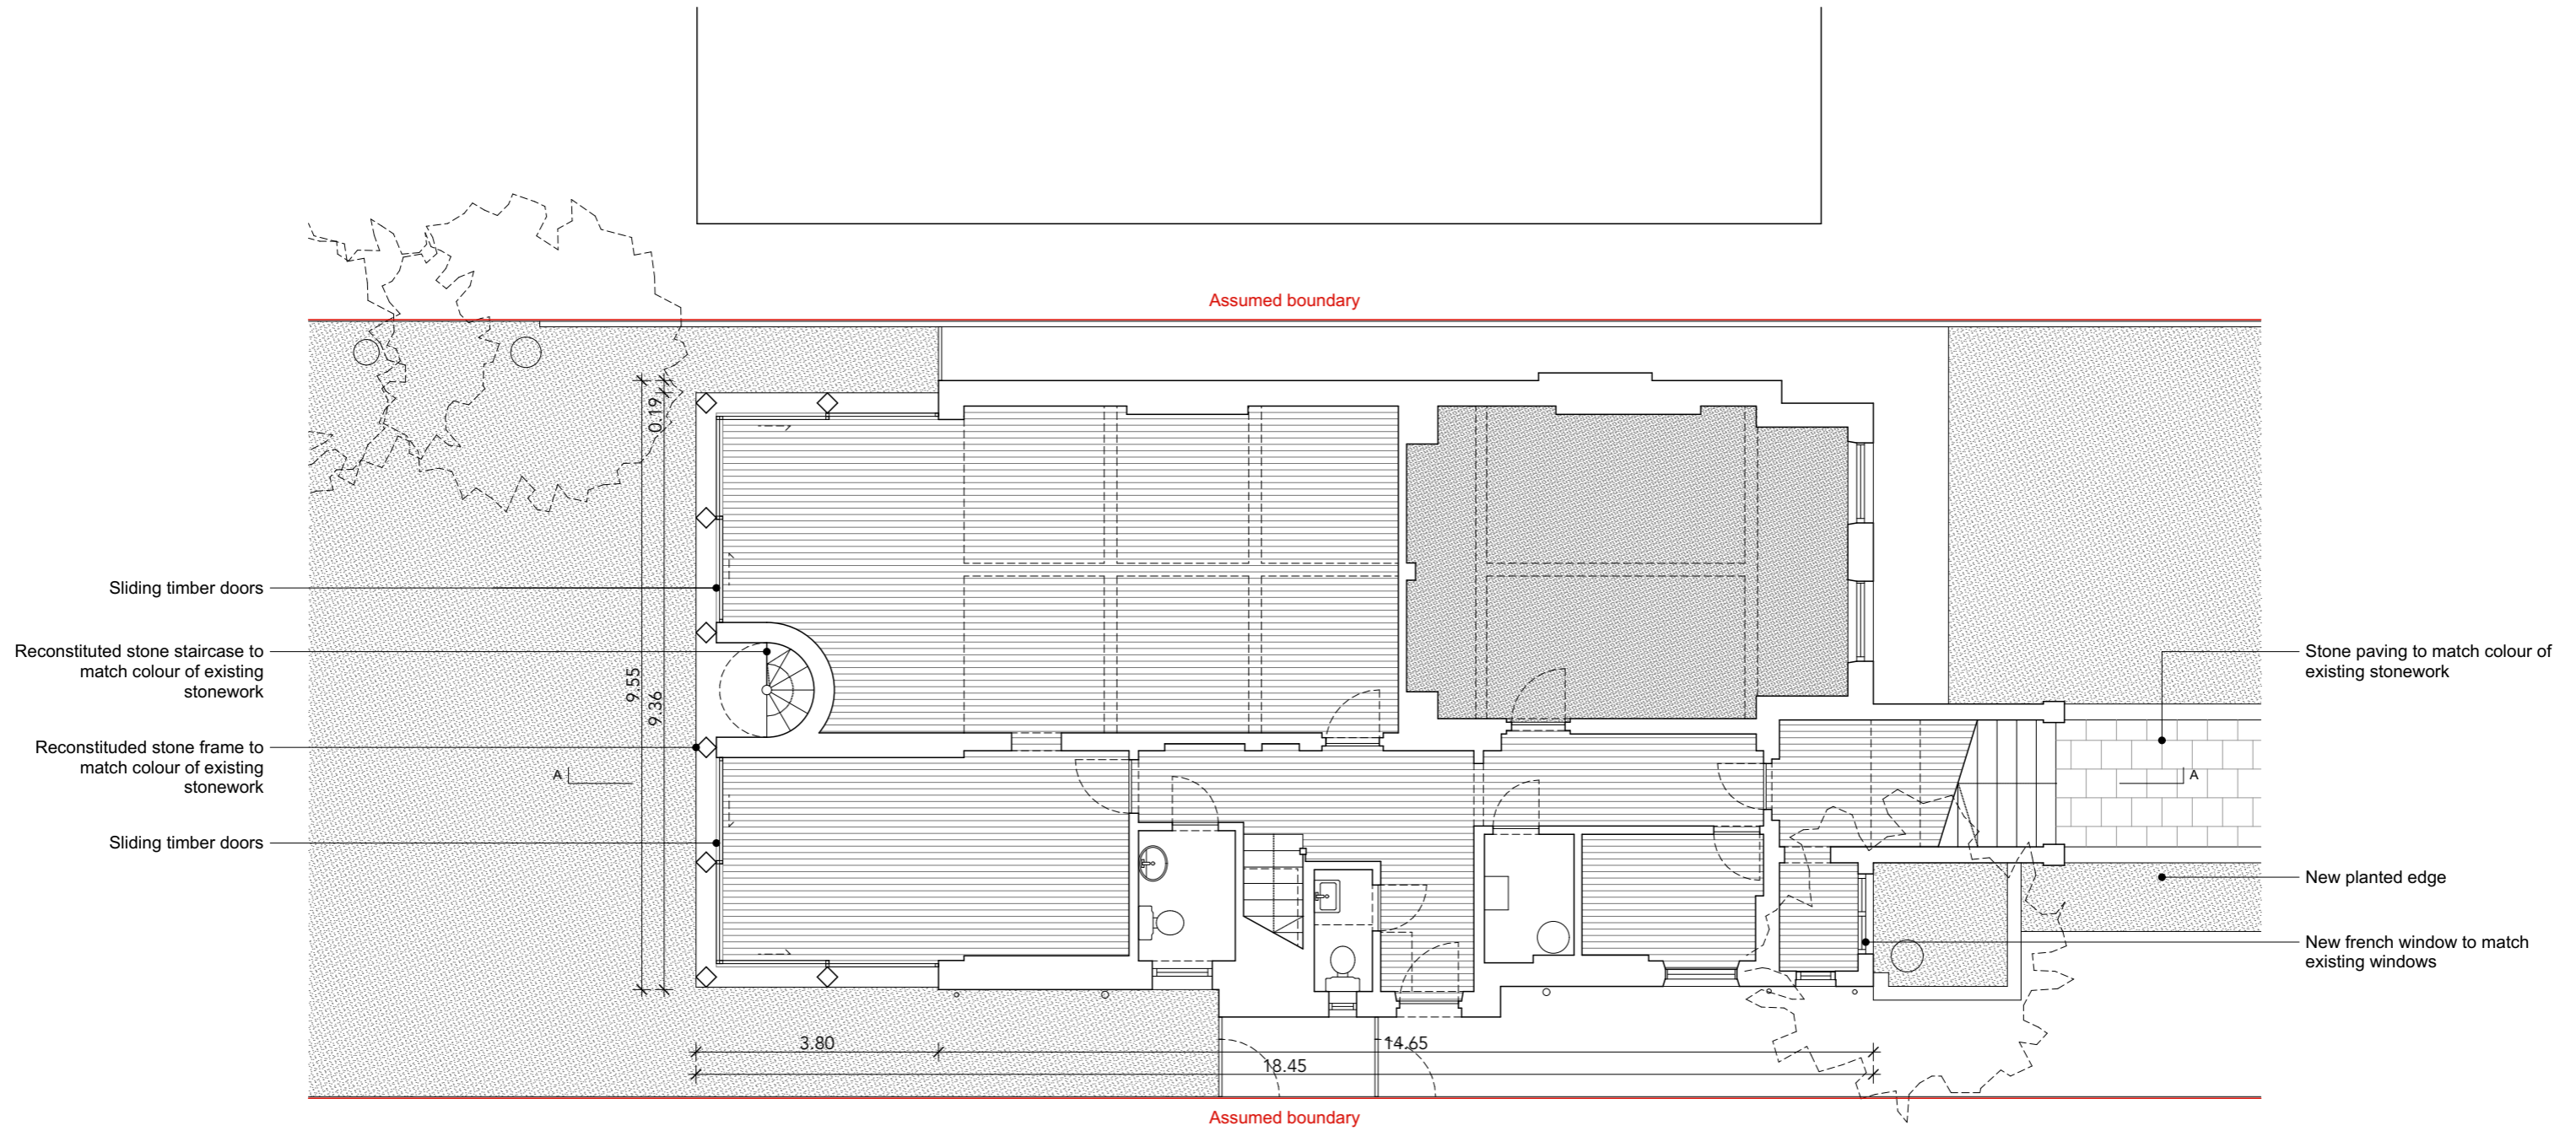 Assumed boundary
0.19
9.55
9.36
Sliding timber doors
Reconstituted stone staircase to
match colour of existing
stonework
Reconstituded stone frame to
match colour of existing
stonework
A
Sliding timber doors
Stone paving to match colour of
existing stonework
A
New planted edge
New french window to match
existing windows
3.80
14.65
18.45
Assumed boundary